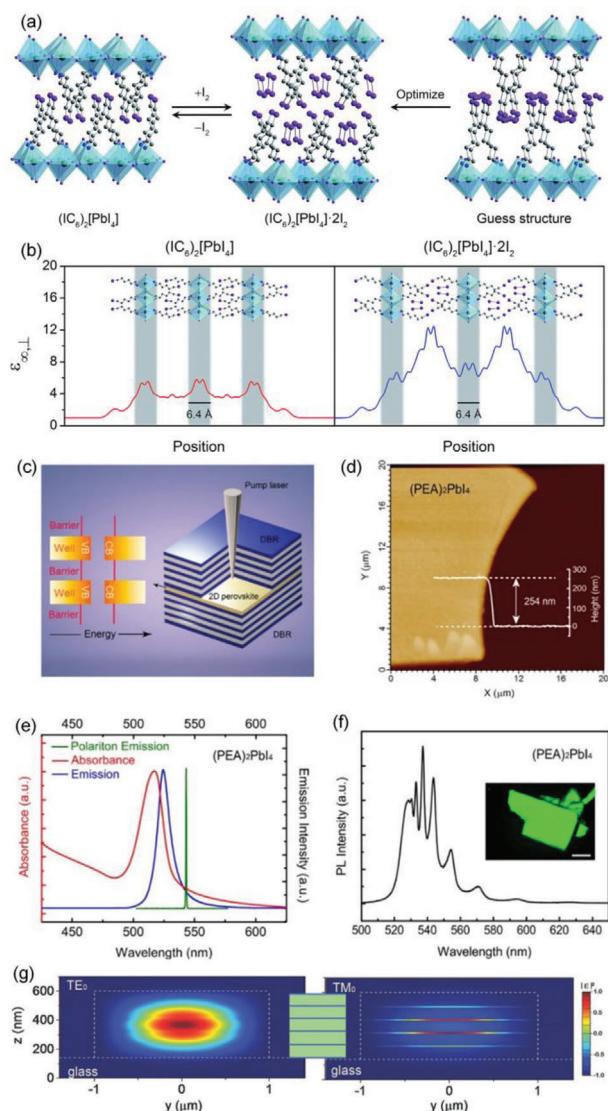 (a)
+I₂
−I₂
Optimize
(IC₆)₂[PbI₄]
(IC₆)₂[PbI₄]·2I₂
Guess structure
(b)
(IC₆)₂[PbI₄]
(IC₆)₂[PbI₄]·2I₂
ε∞,⊥
20
16
12
8
4
0
6.4 Å
6.4 Å
Position
Position
(c)
Pump laser
Barrier
Well VB CB
Barrier
Well VB CB
Barrier
Energy
DBR
2D perovskite
DBR
(d)
(PEA)₂PbI₄
Y (μm)
20
16
12
8
4
0
254 nm
300
200
100
0
Height (nm)
0 4 8 12 16 20
X (μm)
(e)
450 500 550 600
Polariton Emission
Absorbance
Emission
(PEA)₂PbI₄
Absorbance (a.u.)
Emission Intensity (a.u.)
450 500 550 600
Wavelength (nm)
(f)
(PEA)₂PbI₄
PL Intensity (a.u.)
500 520 540 560 580 600 620 640
Wavelength (nm)
(g)
TE₀
TM₀
|E|²
1.0
0.5
0.0
-0.5
-1.0
z (nm)
600
400
200
0
glass
glass
-1 0 1
-1 0 1
y (μm)
y (μm)